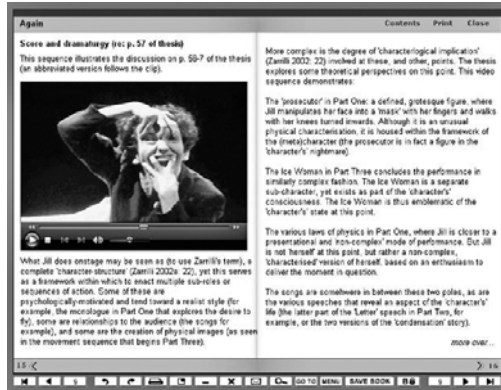 Again
Contents Print Close
Score and dramaturgy (re: p. 57 of thesis)
This sequence illustrates the discussion on p. 56-7 of the thesis
(an abbreviated version follows the clip).
What Jill does onstage may be seen as (to use Zarrilli's term), a
complete 'character-structure' (Zarrilli 2002a: 22), yet this serves
as a framework within which to enact multiple sub-roles or
sequences of action. Some of these are
psychologically-motivated and tend toward a realist style (for
example, the monologue in Part One that explores the desire to
fly), some are relationships to the audience (the songs for
example), and some are the creation of physical images (as seen
in the movement sequence that begins Part Three).
15
More complex is the degree of 'characterlogical implication'
(Zarrilli 2002: 22) involved at these, and other, points. The thesis
explores some theoretical perspectives on this point. This video
sequence demonstrates:
The 'prosecutor' in Part One: a defined, grotesque figure, where
Jill manipulates her face into a 'mask' with her fingers and walks
with her knees turned inwards. Although it is an unusual
physical characterisation, it is housed within the framework of
the (meta)character (the prosecutor is in fact a figure in the
'character's' nightmare).
The Ice Woman in Part Three concludes the performance in
similarly complex fashion. The Ice Woman is a separate
sub-character, yet exists as part of the 'character's'
consciousness. The Ice Woman is thus emblematic of the
'character's' state at this point.
The various laws of physics in Part One, where Jill is closer to a
presentational and 'non-complex' mode of performance. But Jill
is not herself at this point, but rather a non-complex,
'characterised' version of herself, based on an enthusiasm to
deliver the moment in question.
The songs are somewhere in between these two poles, as are
the various speeches that reveal an aspect of the 'character's'
life (the latter part of the 'Letter' speech in Part Two, for
example, or the two versions of the 'condensation' story).
more over...
GO TO MENU SAVE BOOK